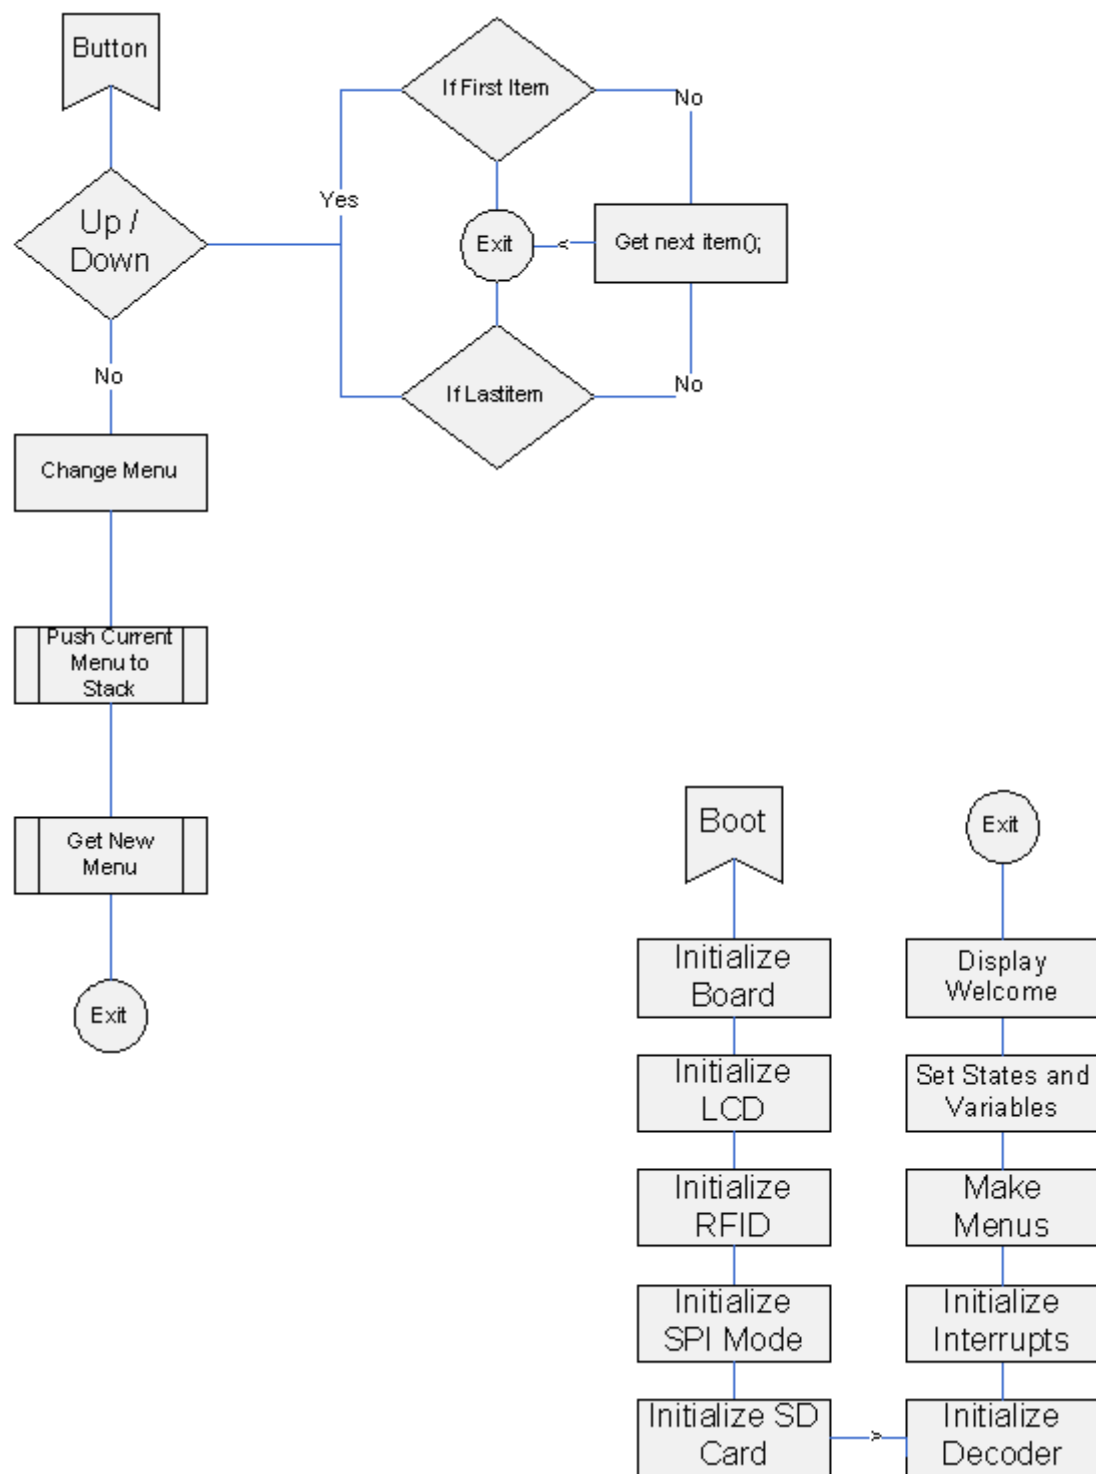 Button
If First Item
No
Up /
Down
Yes
Exit
Get next item();
No
If Lastitem
No
Change Menu
Push Current
Menu to
Stack
Get New
Menu
Exit
Boot
Exit
Initialize
Board
Display
Welcome
Initialize
LCD
Set States and
Variables
Initialize
RFID
Make
Menus
Initialize
SPI Mode
Initialize
Interrupts
Initialize SD
Card
Initialize
Decoder